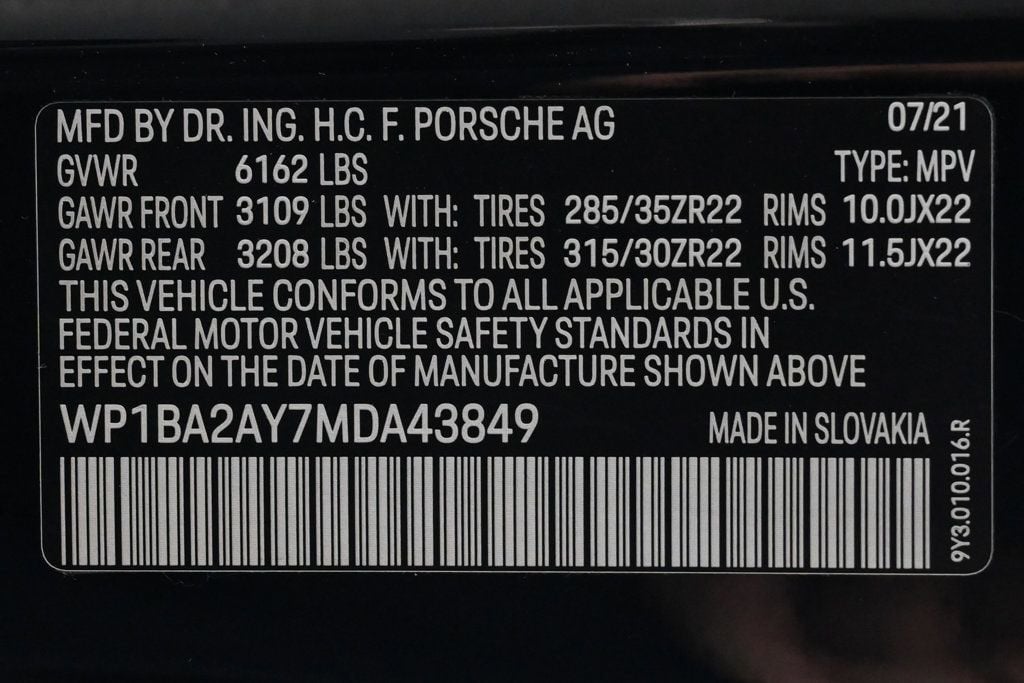 MFD BY DR. ING. H.C. F. PORSCHE AG 07/21
GVWR 6162 LBS TYPE: MPV
GAWR FRONT 3109 LBS WITH: TIRES 285/35ZR22 RIMS 10.0JX22
GAWR REAR 3208 LBS WITH: TIRES 315/30ZR22 RIMS 11.5JX22
THIS VEHICLE CONFORMS TO ALL APPLICABLE U.S.
FEDERAL MOTOR VEHICLE SAFETY STANDARDS IN
EFFECT ON THE DATE OF MANUFACTURE SHOWN ABOVE
WP1BA2AY7MDA43849 MADE IN SLOVAKIA
9Y3.010.016.R